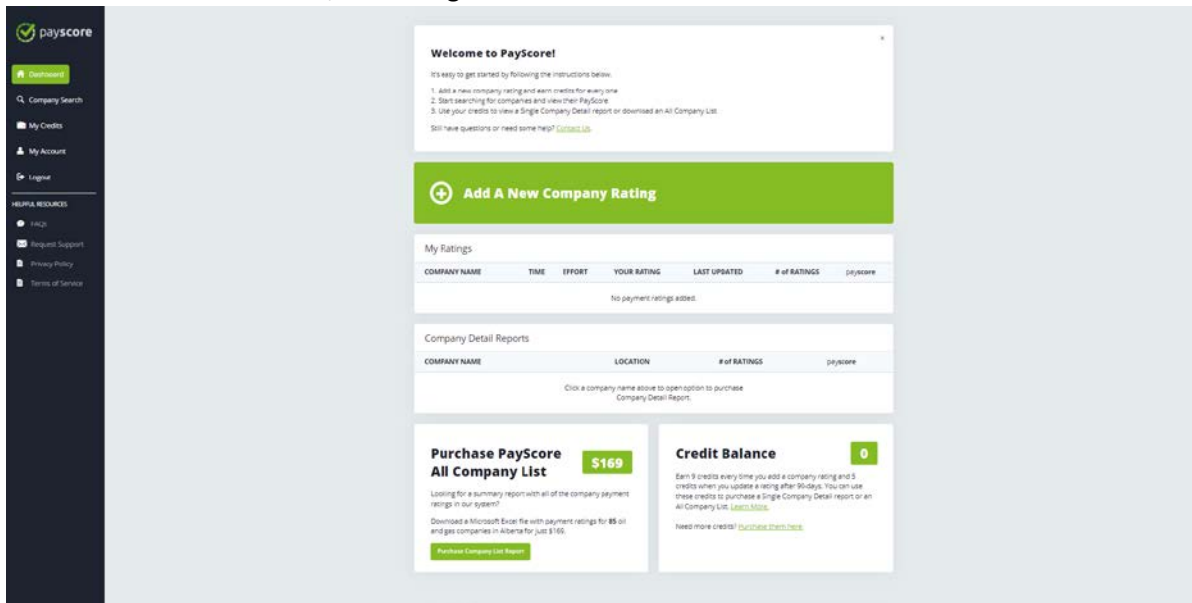 payscore
Dashboard
Company Search
My Credits
My Account
Logout
HELPFUL RESOURCES
FAQs
Request Support
Privacy Policy
Terms of Service
×
Welcome to PayScore!
It's easy to get started by following the instructions below.
1. Add a new company rating and earn credits for every one
2. Start searching for companies and view their PayScore
3. Use your credits to view a Single Company Detail report or download an All Company List
Still have questions or need some help? Contact Us.
Add A New Company Rating
My Ratings
COMPANY NAME TIME EFFORT YOUR RATING LAST UPDATED # of RATINGS payscore
No payment ratings added.
Company Detail Reports
COMPANY NAME LOCATION # of RATINGS payscore
Click a company name above to open option to purchase
Company Detail Report.
Purchase PayScore
All Company List
$169
Looking for a summary report with all of the company payment
ratings in our system?
Download a Microsoft Excel file with payment ratings for 85 oil
and gas companies in Alberta for just $169.
Purchase Company List Report
Credit Balance
0
Earn 9 credits every time you add a company rating and 5
credits when you update a rating after 90-days. You can use
these credits to purchase a Single Company Detail report or an
All Company List. Learn More.
Need more credits? Purchase them here.